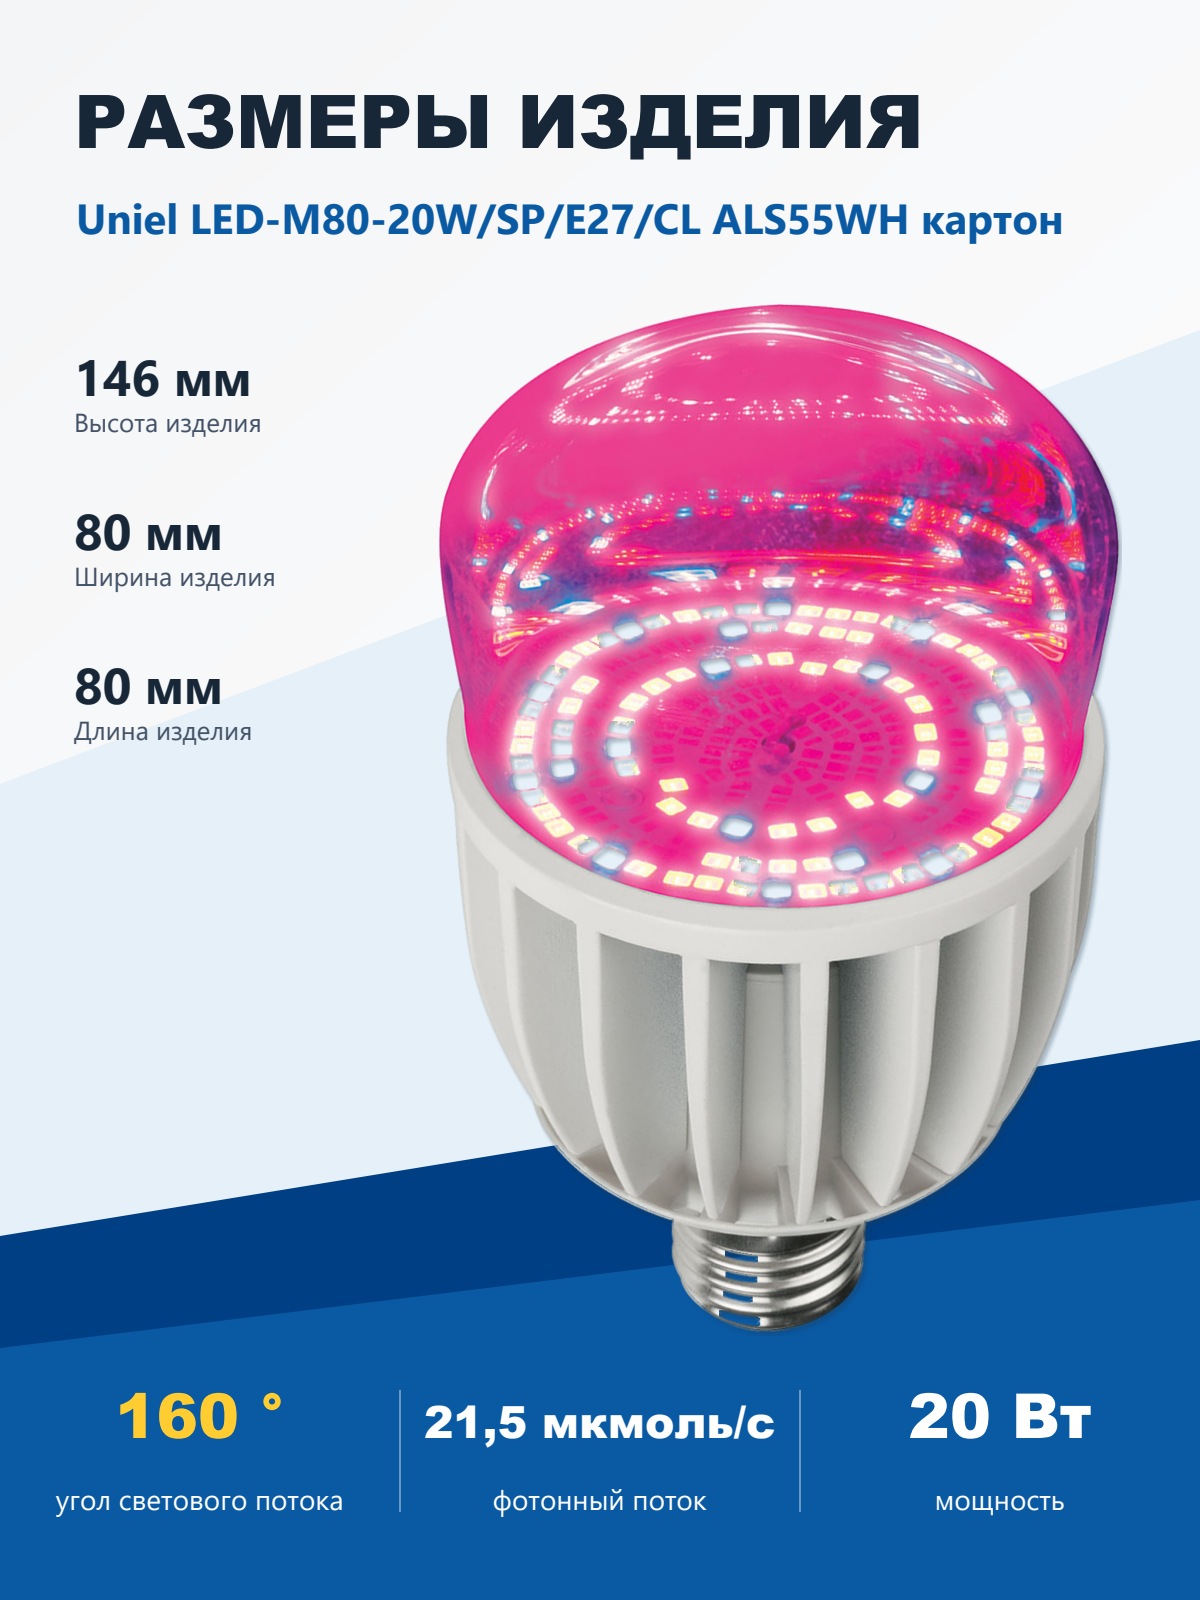 РАЗМЕРЫ ИЗДЕЛИЯ
Uniel LED-M80-20W/SP/E27/CL ALS55WH картон
146 мм
Высота изделия
80 мм
Ширина изделия
80 мм
Длина изделия
160 °
угол светового потока
21,5 мкмоль/с
фотонный поток
20 Вт
мощность